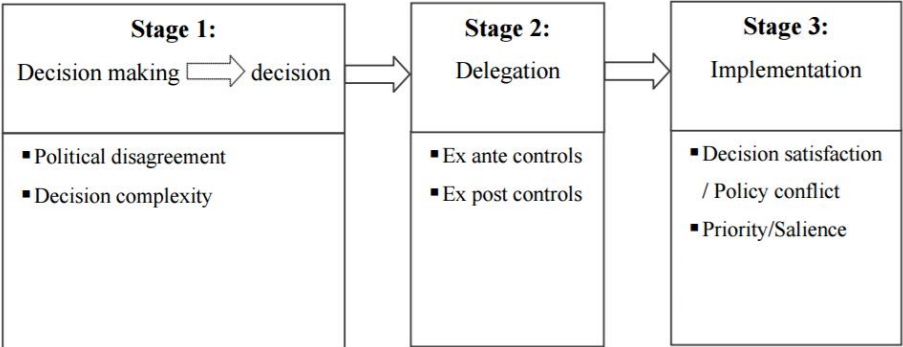 Stage 1:
Decision making decision
▪ Political disagreement
▪ Decision complexity
Stage 2:
Delegation
▪ Ex ante controls
▪ Ex post controls
Stage 3:
Implementation
▪ Decision satisfaction
/ Policy conflict
▪ Priority/Salience